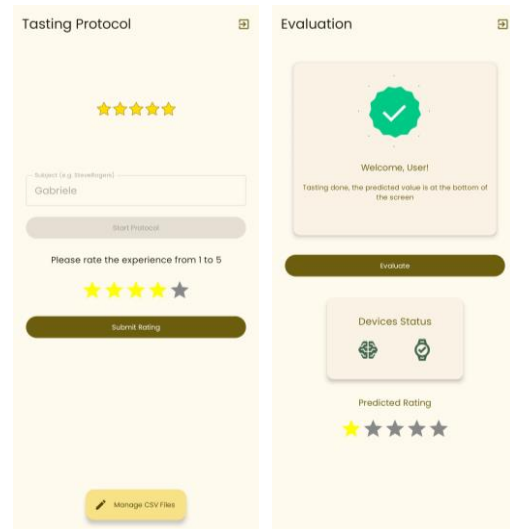 Tasting Protocol
Subject (e.g. SteveRogers)
Gabriele
Start Protocol
Please rate the experience from 1 to 5
Submit Rating
Manage CSV Files
Evaluation
Welcome, User!
Tasting done, the predicted value is at the bottom of
the screen
Evaluate
Devices Status
Predicted Rating